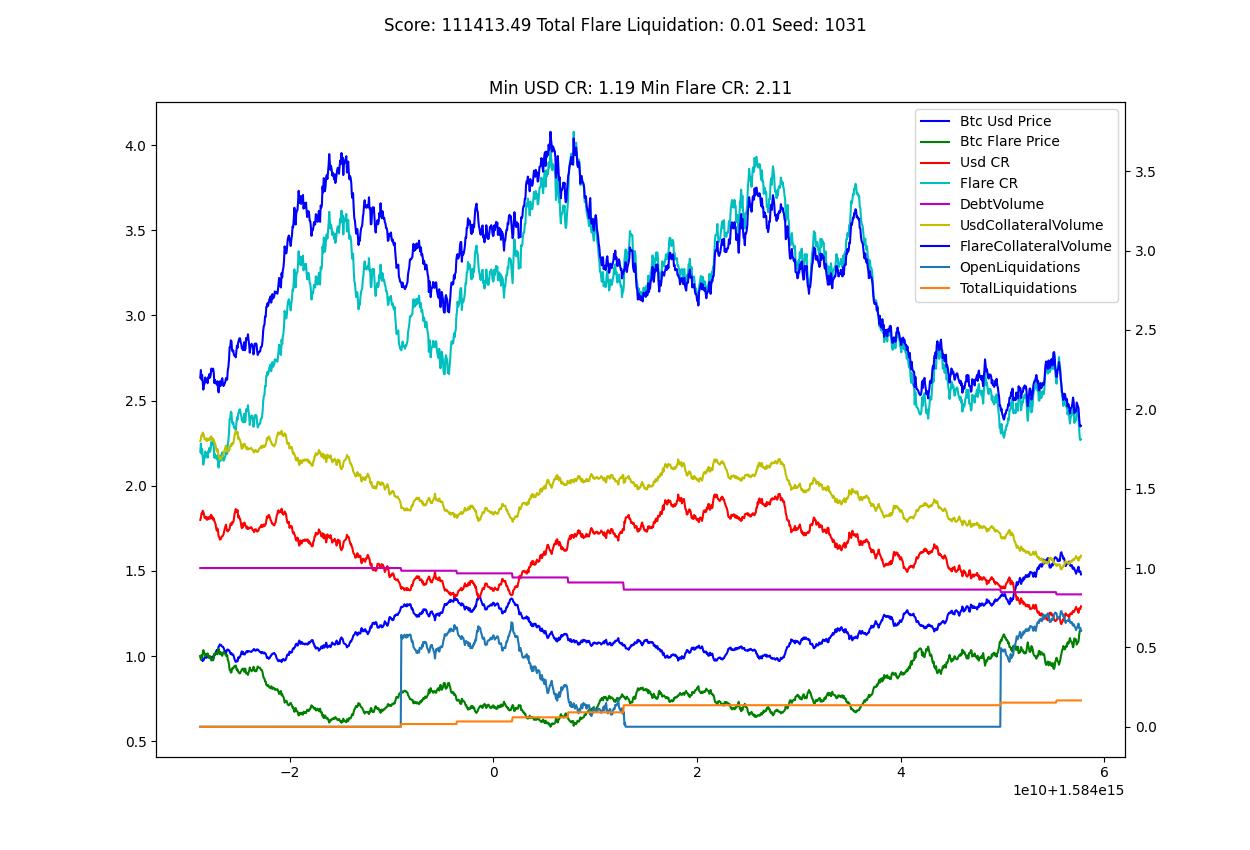 Score: 111413.49 Total Flare Liquidation: 0.01 Seed: 1031
Min USD CR: 1.19 Min Flare CR: 2.11
Btc Usd Price
Btc Flare Price
Usd CR
Flare CR
DebtVolume
UsdCollateralVolume
FlareCollateralVolume
OpenLiquidations
TotalLiquidations
4.0
3.5
3.0
2.5
2.0
1.5
1.0
0.5
3.5
3.0
2.5
2.0
1.5
1.0
0.5
0.0
−2 0 2 4 6
1e10+1.584e15